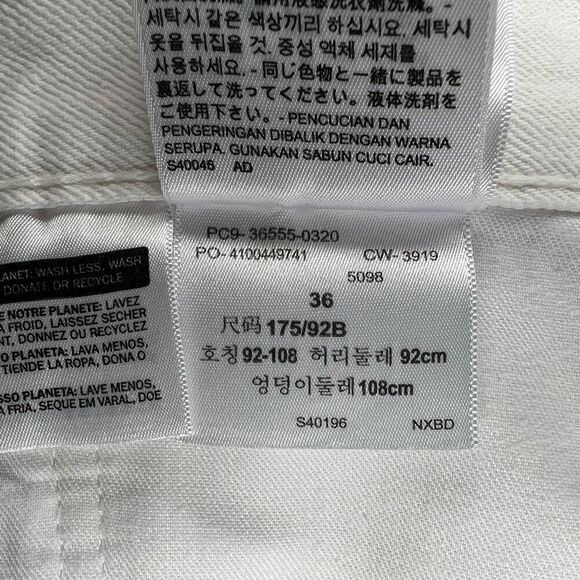 세탁시 같은 색상끼리 하십시요. 세탁시
옷을 뒤집을 것. 중성 액체 세제를
사용하세요. - 同じ色物と一緒に製品を
裏返して洗ってください。液体洗剤を
ご使用下さい。- PENCUCIAN DAN
PENGERINGAN DIBALIK DENGAN WARNA
SERUPA. GUNAKAN SABUN CUCI CAIR.
S40046 AD
PC9- 36555-0320
PO- 4100449741 CW- 3919
5098
36
尺码 175/92B
호칭 92-108 허리둘레 92cm
엉덩이둘레 108cm
S40196 NXBD
LANET: WASH LESS, WASH
DONATE OR RECYCLE
E NOTRE PLANETE: LAVEZ
A FROID, LAISSEZ SECHER
NT, DONNEZ OU RECYCLEZ
O PLANETA: LAVA MENOS,
TIENDE LA ROPA, DONA O
SSO PLANETA: LAVE MENOS,
A FRIA, SEQUE EM VARAL, DOE